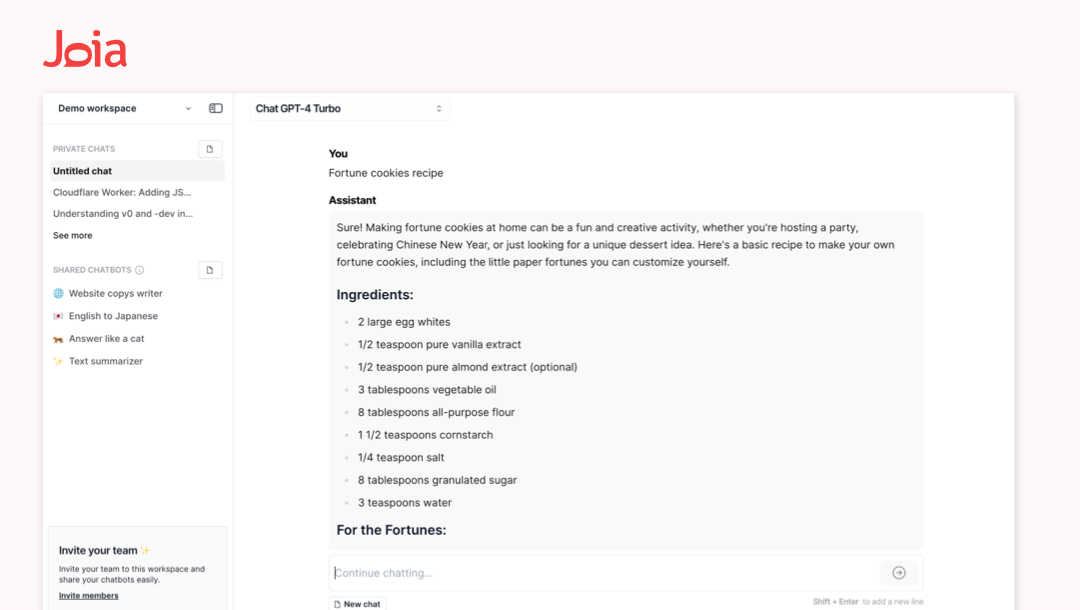 Joia
Demo workspace
Chat GPT-4 Turbo
PRIVATE CHATS
Untitled chat
Cloudflare Worker: Adding JS...
Understanding v0 and -dev in...
See more
SHARED CHATBOTS
Website copys writer
English to Japanese
Answer like a cat
Text summarizer
Invite your team
Invite your team to this workspace and
share your chatbots easily.
Invite members
You
Fortune cookies recipe
Assistant
Sure! Making fortune cookies at home can be a fun and creative activity, whether you're hosting a party,
celebrating Chinese New Year, or just looking for a unique dessert idea. Here's a basic recipe to make your own
fortune cookies, including the little paper fortunes you can customize yourself.
Ingredients:
2 large egg whites
1/2 teaspoon pure vanilla extract
1/2 teaspoon pure almond extract (optional)
3 tablespoons vegetable oil
8 tablespoons all-purpose flour
1 1/2 teaspoons cornstarch
1/4 teaspoon salt
8 tablespoons granulated sugar
3 teaspoons water
For the Fortunes:
Continue chatting...
New chat
Shift + Enter to add a new line